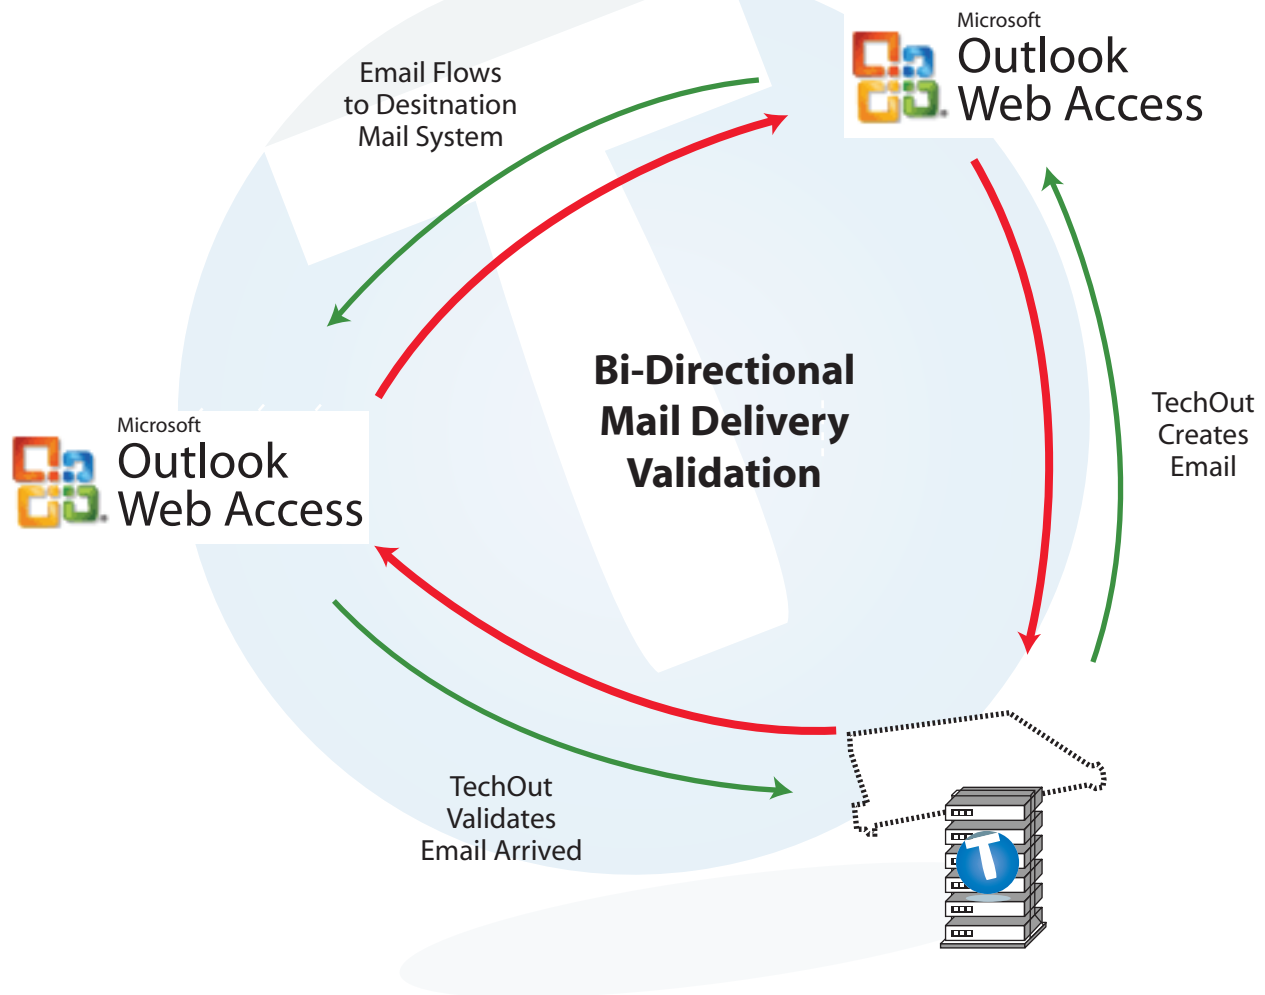 Microsoft
Outlook
Web Access
Email Flows
to Desitnation
Mail System
Bi-Directional
Mail Delivery
Validation
TechOut
Creates
Email
Microsoft
Outlook
Web Access
TechOut
Validates
Email Arrived
T